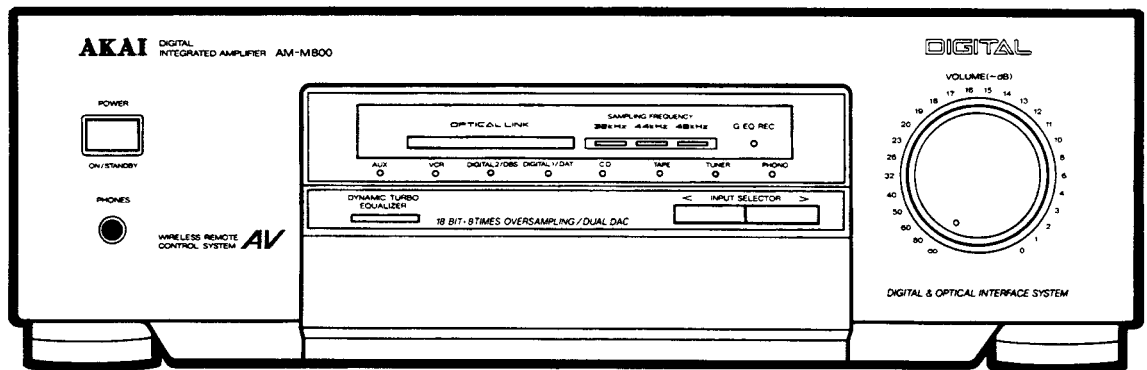 AKAI DIGITAL
INTEGRATED AMPLIFIER AM-M800
DIGITAL
POWER
ON/STANDBY
PHONES
WIRELESS REMOTE
CONTROL SYSTEM AV
OPTICAL LINK
SAMPLING FREQUENCY
32kHz 44kHz 48kHz
G.EQ REC
AUX VCR DIGITAL2/DBS DIGITAL1/DAT CD TAPE TUNER PHONO
DYNAMIC TURBO
EQUALIZER
18 BIT·8TIMES OVERSAMPLING/DUAL DAC
< INPUT SELECTOR >
VOLUME(-dB)
∞ 80 60 50 40 32 26 23 20 19 18 17 16 15 14 13 12 11 10 8 6 5 4 3 2 1 0
DIGITAL & OPTICAL INTERFACE SYSTEM